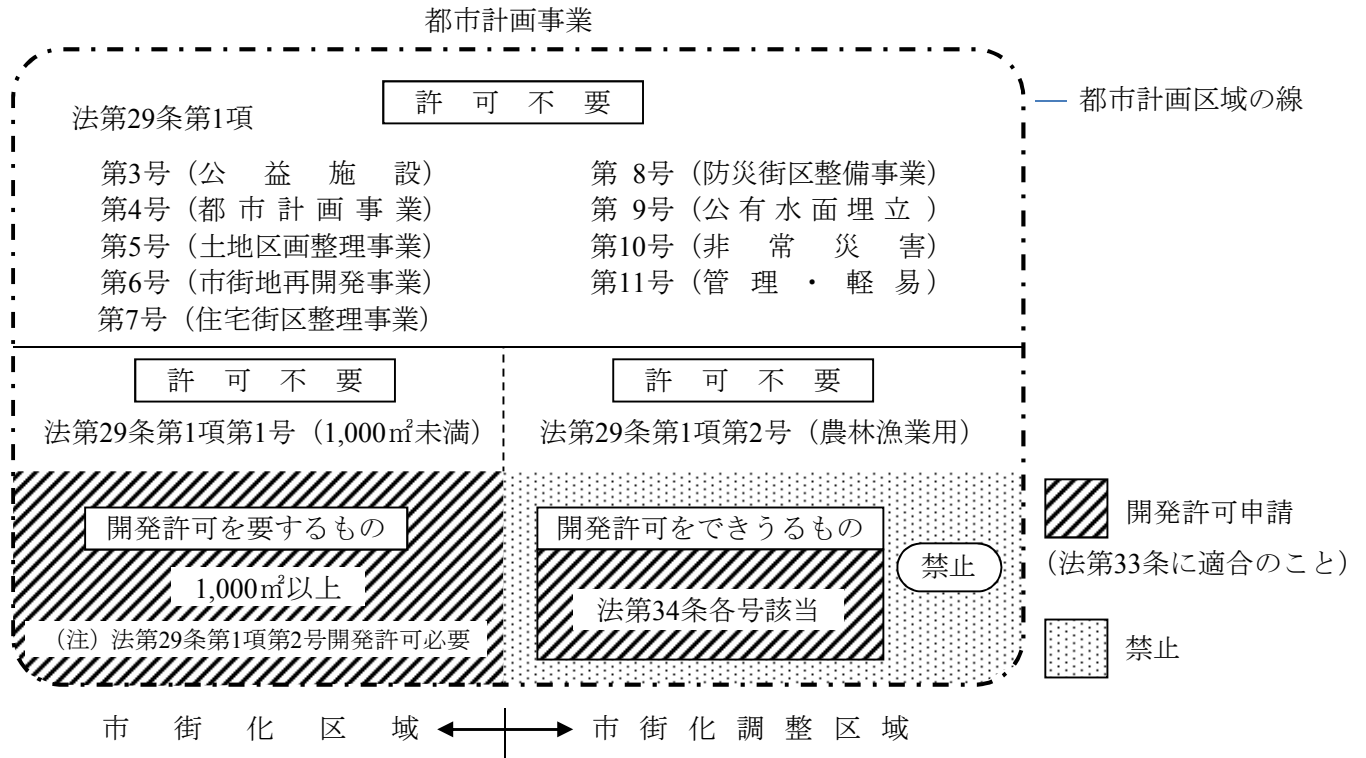 都市計画事業
許可不要
都市計画区域の線
法第29条第1項
第3号（公益施設）
第4号（都市計画事業）
第5号（土地区画整理事業）
第6号（市街地再開発事業）
第7号（住宅街区整理事業）
第8号（防災街区整備事業）
第9号（公有水面埋立）
第10号（非常災害）
第11号（管理・軽易）
許可不要
法第29条第1項第1号（1,000㎡未満）
許可不要
法第29条第1項第2号（農林漁業用）
開発許可を要するもの
1,000㎡以上
（注）法第29条第1項第2号開発許可必要
開発許可をできうるもの
法第34条各号該当
禁止
開発許可申請
（法第33条に適合のこと）
禁止
市街化区域
市街化調整区域